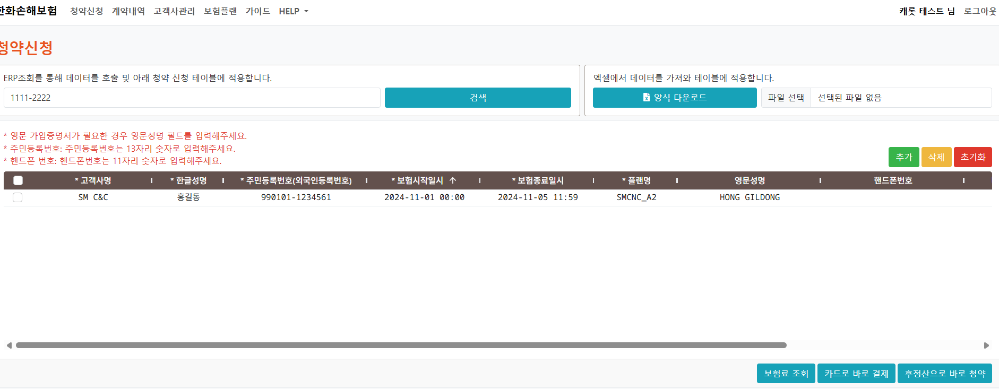 한화손해보험 청약신청 계약내역 고객사관리 보험플랜 가이드 HELP 캐롯 테스트 님 로그아웃
청약신청
ERP조회를 통해 데이터를 호출 및 아래 청약 신청 테이블에 적용합니다.
1111-2222 검색
엑셀에서 데이터를 가져와 테이블에 적용합니다.
양식 다운로드 파일 선택 선택된 파일 없음
* 영문 가입증명서가 필요한 경우 영문성명 필드를 입력해주세요.
* 주민등록번호: 주민등록번호는 13자리 숫자로 입력해주세요.
* 핸드폰 번호: 핸드폰번호는 11자리 숫자로 입력해주세요.
추가 삭제 초기화
* 고객사명 * 한글성명 * 주민등록번호(외국인등록번호) * 보험시작일시 * 보험종료일시 * 플랜명 영문성명 핸드폰번호
SM C&C 홍길동 990101-1234561 2024-11-01 00:00 2024-11-05 11:59 SMCNC_A2 HONG GILDONG
보험료 조회 카드로 바로 결제 후정산으로 바로 청약